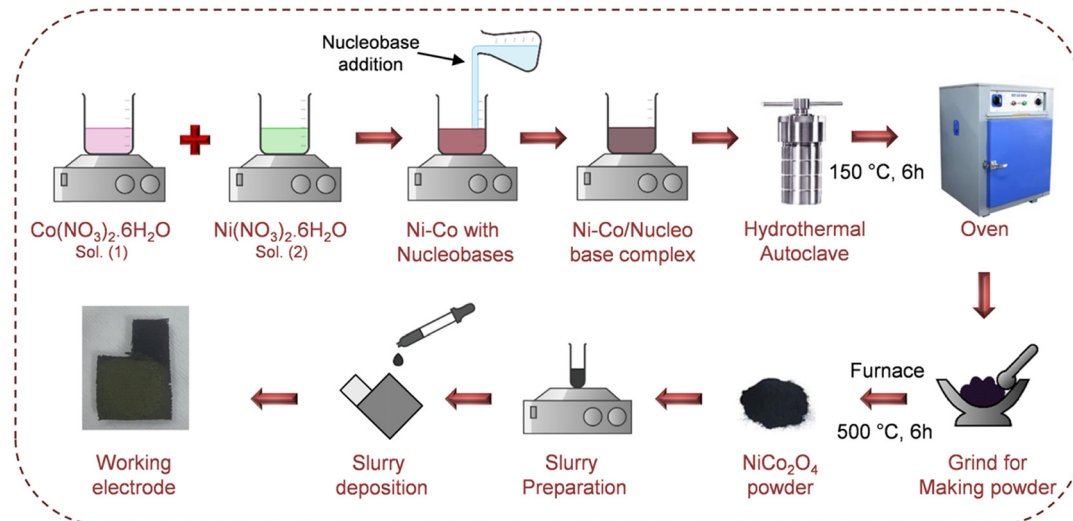 Nucleobase
addition
150 °C, 6h
Co(NO₃)₂.6H₂O
Sol. (1)
Ni(NO₃)₂.6H₂O
Sol. (2)
Ni-Co with
Nucleobases
Ni-Co/Nucleo
base complex
Hydrothermal
Autoclave
Oven
Furnace
500 °C, 6h
Working
electrode
Slurry
deposition
Slurry
Preparation
NiCo₂O₄
powder
Grind for
Making powder